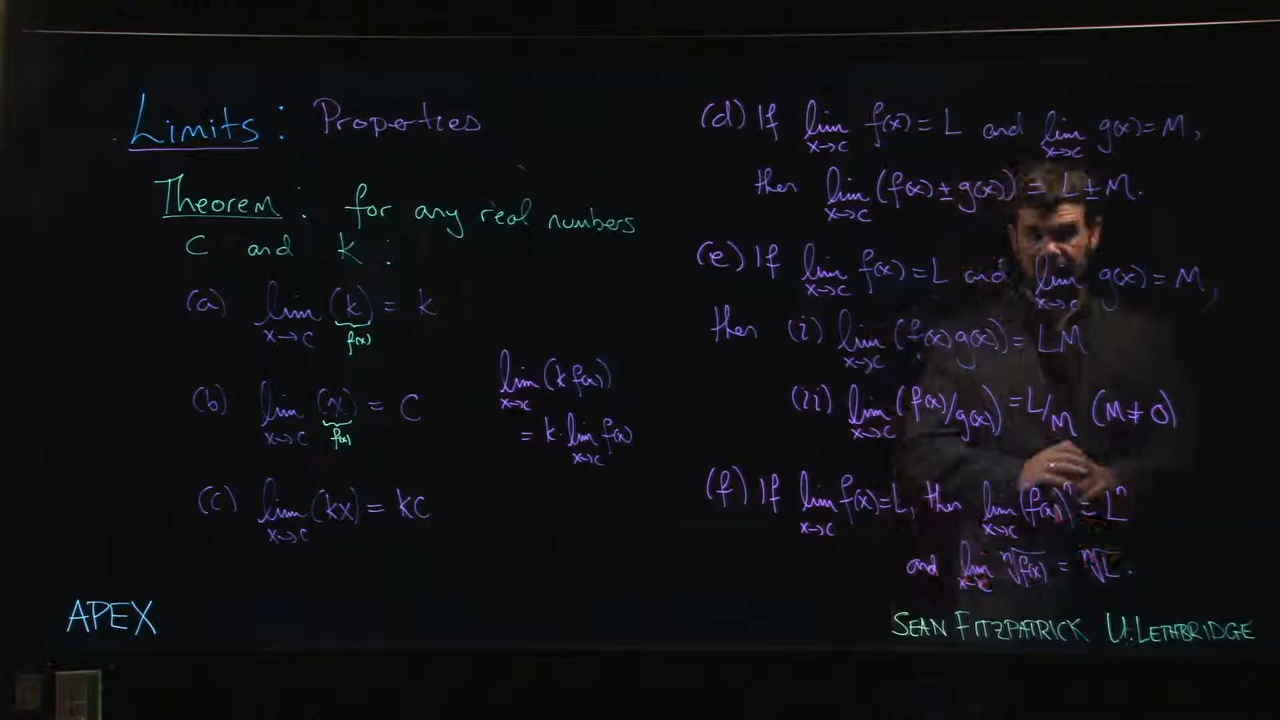 Limits: Properties
Theorem: for any real numbers
C and k:
(a) lim (k) = k
x→c f(x)
(b) lim (x) = C
x→c f(x)
(c) lim (kx) = kc
x→c
lim (k f(x))
x→c
= k · lim f(x)
x→c
(d) If lim f(x) = L and lim g(x) = M,
x→c x→c
then lim (f(x) ± g(x)) = L ± M.
x→c
(e) If lim f(x) = L and lim g(x) = M,
x→c x→c
then (i) lim (f(x)g(x)) = LM
x→c
(ii) lim (f(x)/g(x)) = L/M (M ≠ 0)
x→c
(f) If lim f(x) = L, then lim (f(x))ⁿ = Lⁿ
x→c x→c
and lim ⁿ√f(x) = ⁿ√L.
x→c
APEX
SEAN FITZPATRICK U. LETHBRIDGE